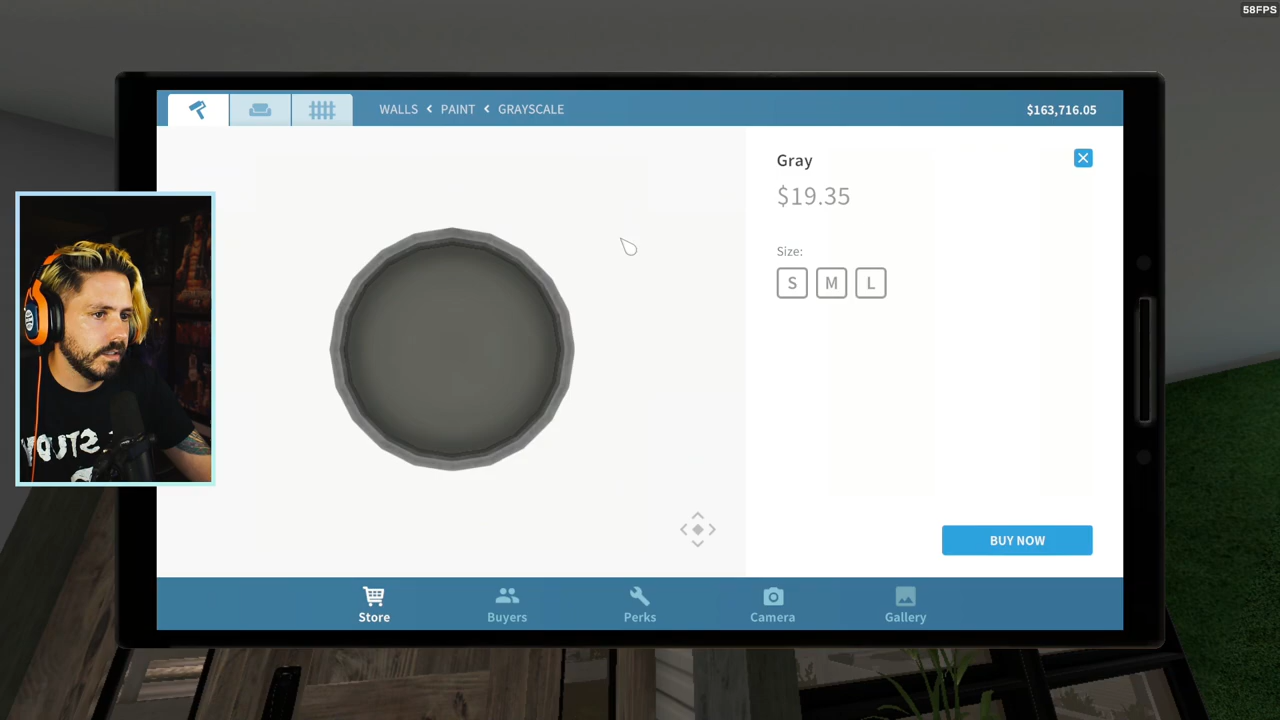 58FPS
WALLS < PAINT < GRAYSCALE
$163,716.05
Gray
$19.35
Size:
S M L
BUY NOW
Store Buyers Perks Camera Gallery